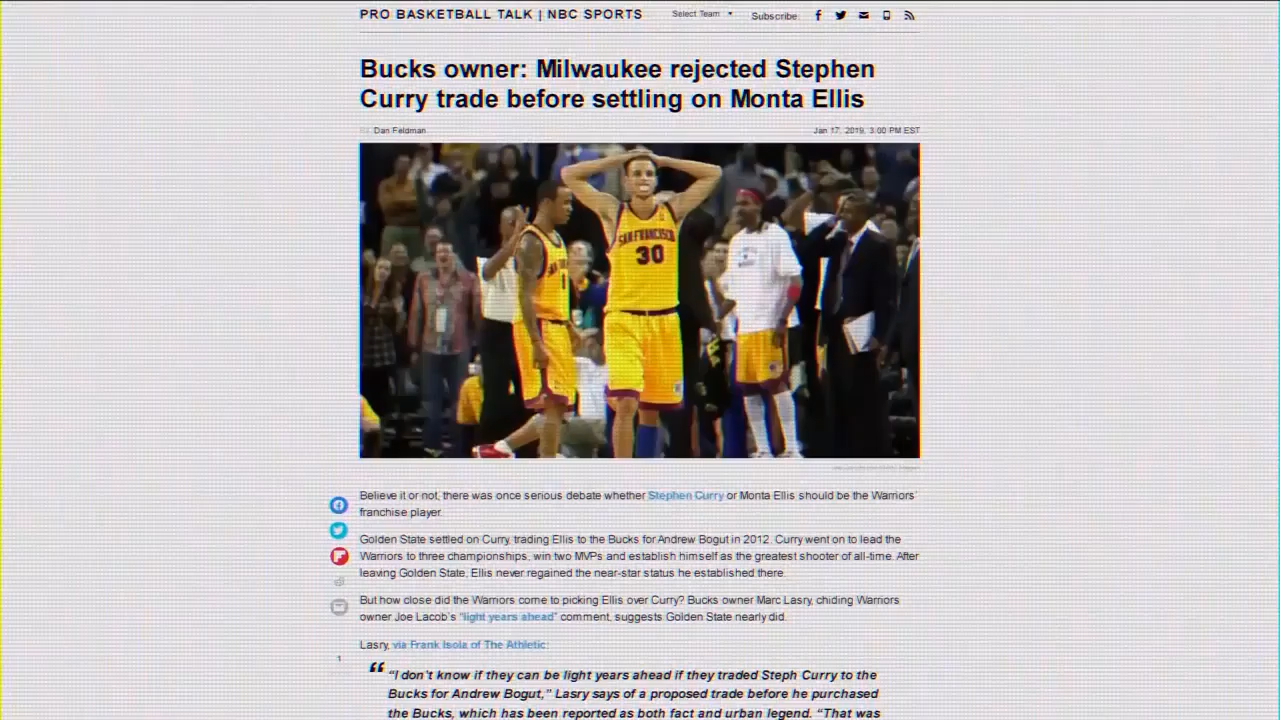 PRO BASKETBALL TALK | NBC SPORTS
Select Team
Subscribe:
Bucks owner: Milwaukee rejected Stephen
Curry trade before settling on Monta Ellis
Dan Feldman
Jan 17, 2019, 3:00 PM EST
SAN FRANCISCO
30
Believe it or not, there was once serious debate whether Stephen Curry or Monta Ellis should be the Warriors'
franchise player.
Golden State settled on Curry, trading Ellis to the Bucks for Andrew Bogut in 2012. Curry went on to lead the
Warriors to three championships, win two MVPs and establish himself as the greatest shooter of all-time. After
leaving Golden State, Ellis never regained the near-star status he established there.
But how close did the Warriors come to picking Ellis over Curry? Bucks owner Marc Lasry, chiding Warriors
owner Joe Lacob's "light years ahead" comment, suggests Golden State nearly did.
Lasry, via Frank Isola of The Athletic:
1
“ "I don't know if they can be light years ahead if they traded Steph Curry to the
Bucks for Andrew Bogut," Lasry says of a proposed trade before he purchased
the Bucks, which has been reported as both fact and urban legend. "That was